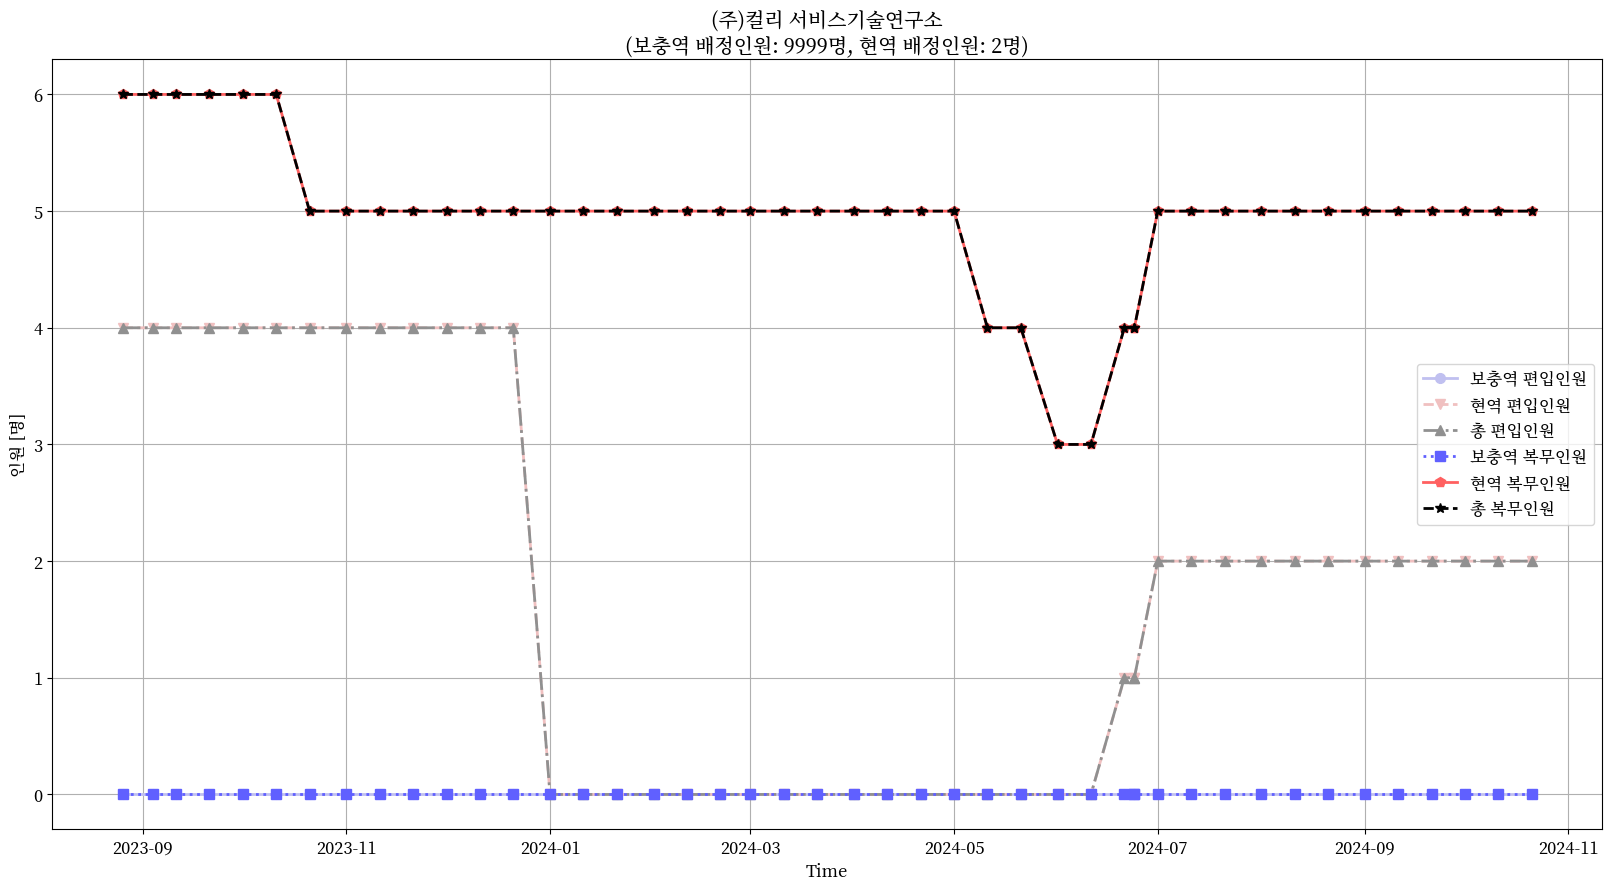 (주)컬리 서비스기술연구소
(보충역 배정인원: 9999명, 현역 배정인원: 2명)
인원 [명]
6
5
4
3
2
1
0
보충역 편입인원
현역 편입인원
총 편입인원
보충역 복무인원
현역 복무인원
총 복무인원
2023-09 2023-11 2024-01 2024-03 2024-05 2024-07 2024-09 2024-11
Time